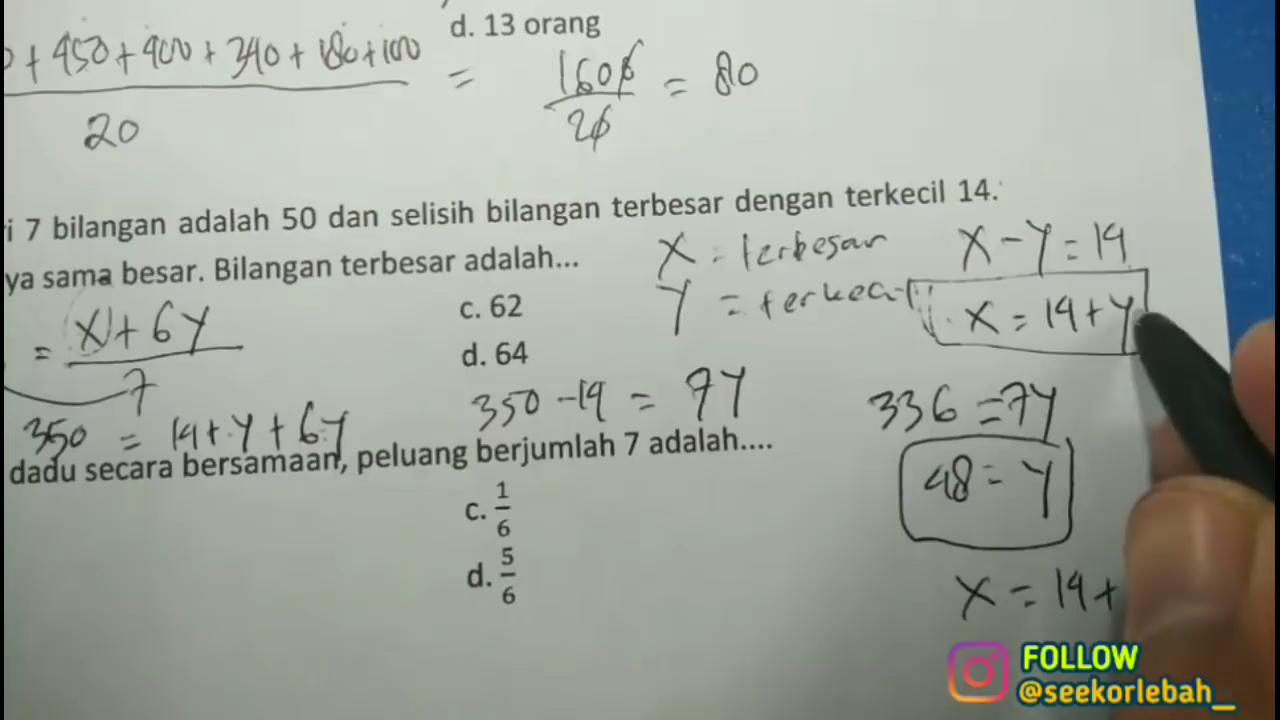 + 450 + 400 + 340 + 180 + 100
20
= 1600/20 = 80
d. 13 orang
i 7 bilangan adalah 50 dan selisih bilangan terbesar dengan terkecil 14.
ya sama besar. Bilangan terbesar adalah...
X = terbesar
Y = terkecil
X - Y = 14
X = 14 + Y
= X + 6Y / 7
c. 62
d. 64
350 = 14 + Y + 6Y
350 - 14 = 7Y
336 = 7Y
48 = Y
X = 14 +
dadu secara bersamaan, peluang berjumlah 7 adalah....
c. 1/6
d. 5/6
FOLLOW
@seekorlebah_